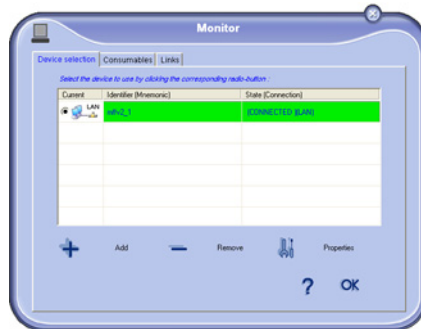 Monitor
Device selection Consumables Links
Select the device to use by clicking the corresponding radio-button :
Current Identifier (Mnemonic) State (Connection)
LAN (CONNECTED )(LAN)
Add Remove Properties
? OK